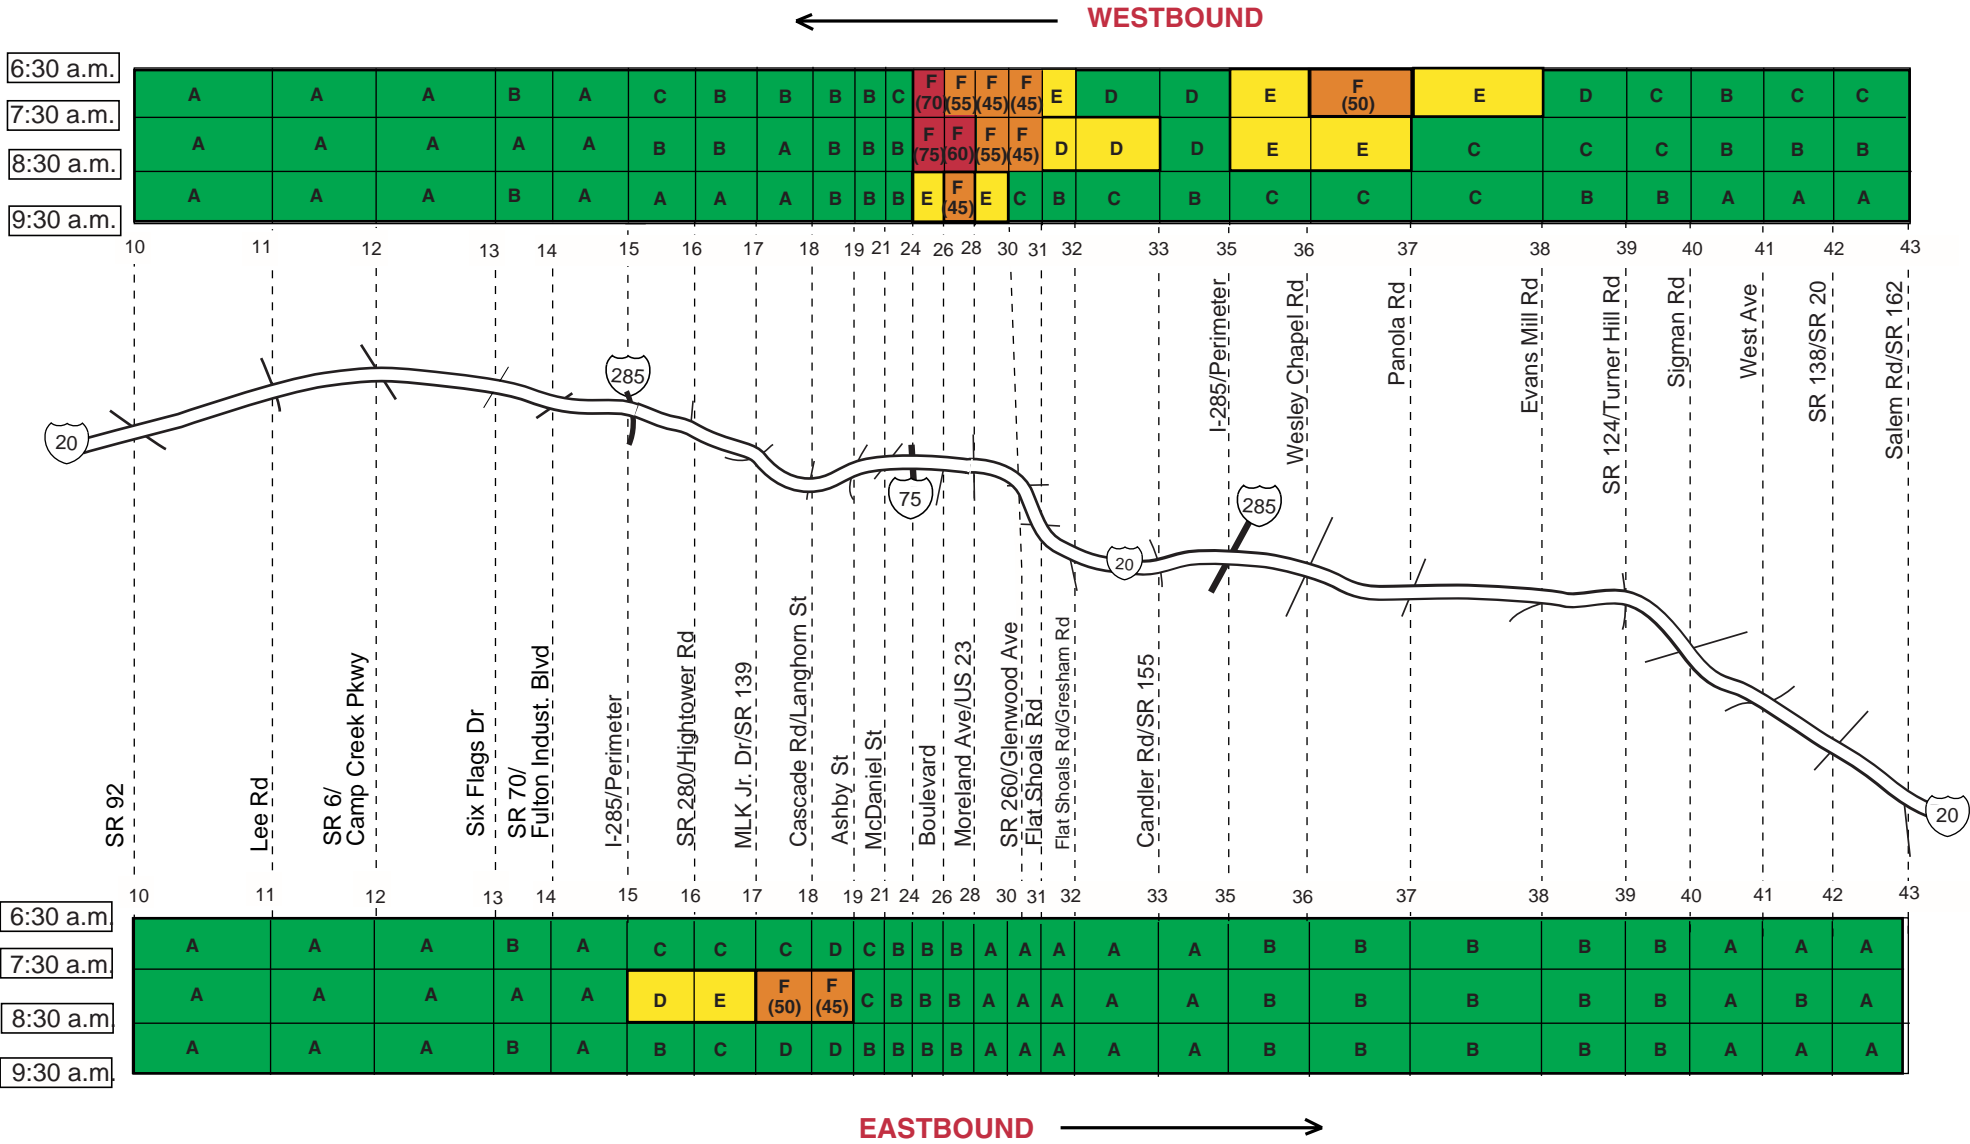 WESTBOUND
6:30 a.m.
7:30 a.m.
8:30 a.m.
9:30 a.m.
A A A B A C B B B B C F (70) F (55) F (45) F (45) E D D E F (50) E D C B C C
A A A A A B B A B B B F (75) F (60) F (55) F (45) D D D E E C C C B B B
A A A B A A A A B B B E F (45) E C B C B C C C B B A A A
10 11 12 13 14 15 16 17 18 19 21 24 26 28 30 31 32 33 35 36 37 38 39 40 41 42 43
I-285/Perimeter
Wesley Chapel Rd
Panola Rd
Evans Mill Rd
SR 124/Turner Hill Rd
Sigman Rd
West Ave
SR 138/SR 20
Salem Rd/SR 162
20
285
75
20
285
20
SR 92
Lee Rd
SR 6/
Camp Creek Pkwy
Six Flags Dr
SR 70/
Fulton Indust. Blvd
I-285/Perimeter
SR 280/Hightower Rd
MLK Jr. Dr/SR 139
Cascade Rd/Langhorn St
Ashby St
McDaniel St
Boulevard
Moreland Ave/US 23
SR 260/Glenwood Ave
Flat Shoals Rd
Flat Shoals Rd/Gresham Rd
Candler Rd/SR 155
10 11 12 13 14 15 16 17 18 19 21 24 26 28 30 31 32 33 35 36 37 38 39 40 41 42 43
6:30 a.m.
7:30 a.m.
8:30 a.m.
9:30 a.m.
A A A B A C C C D C B B B A A A A A B B B B B A A A
A A A A A D E F (50) F (45) C B B B A A A A A B B B B B A B A
A A A B A B C D D B B B B A A A A A B B B B B A A A
EASTBOUND